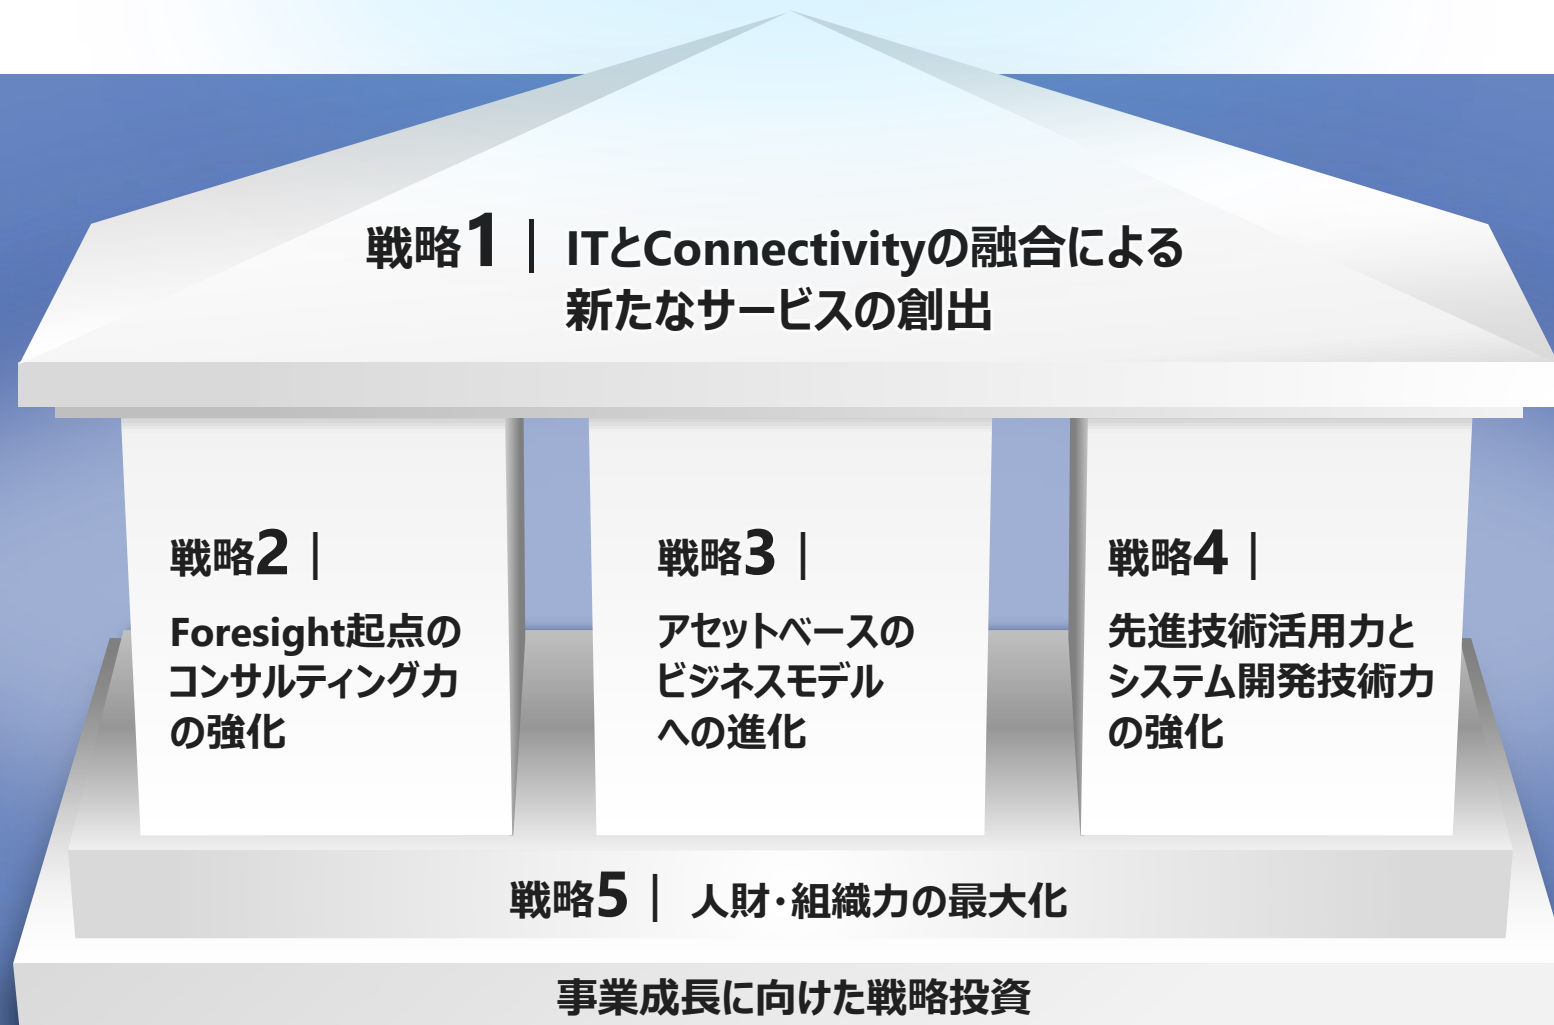 戦略1｜ITとConnectivityの融合による
新たなサービスの創出
戦略2｜
Foresight起点の
コンサルティング力
の強化
戦略3｜
アセットベースの
ビジネスモデル
への進化
戦略4｜
先進技術活用力と
システム開発技術力
の強化
戦略5｜人財・組織力の最大化
事業成長に向けた戦略投資